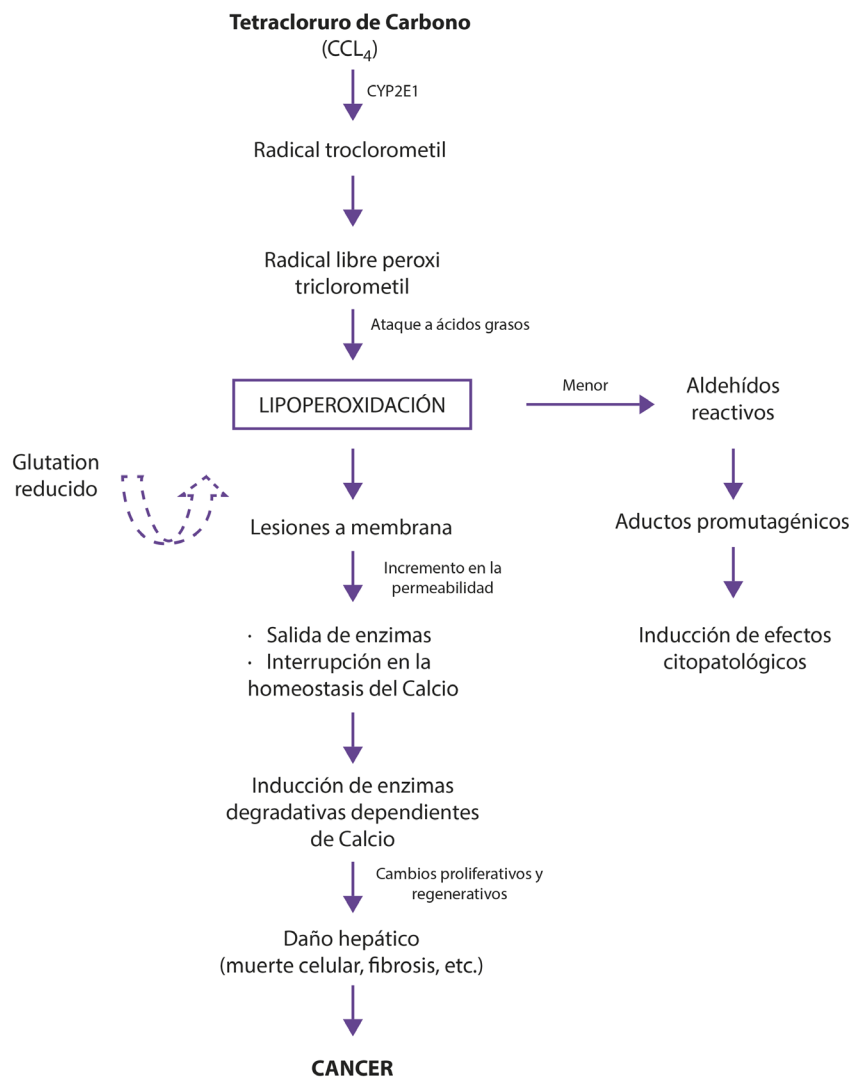 Tetracloruro de Carbono
(CCL₄)
CYP2E1
Radical troclorometil
Radical libre peroxi
triclorometil
Ataque a ácidos grasos
LIPOPEROXIDACIÓN
Menor
Aldehídos
reactivos
Glutation
reducido
Lesiones a membrana
Aductos promutagénicos
Incremento en la
permeabilidad
· Salida de enzimas
· Interrupción en la
homeostasis del Calcio
Inducción de efectos
citopatológicos
Inducción de enzimas
degradativas dependientes
de Calcio
Cambios proliferativos y
regenerativos
Daño hepático
(muerte celular, fibrosis, etc.)
CANCER